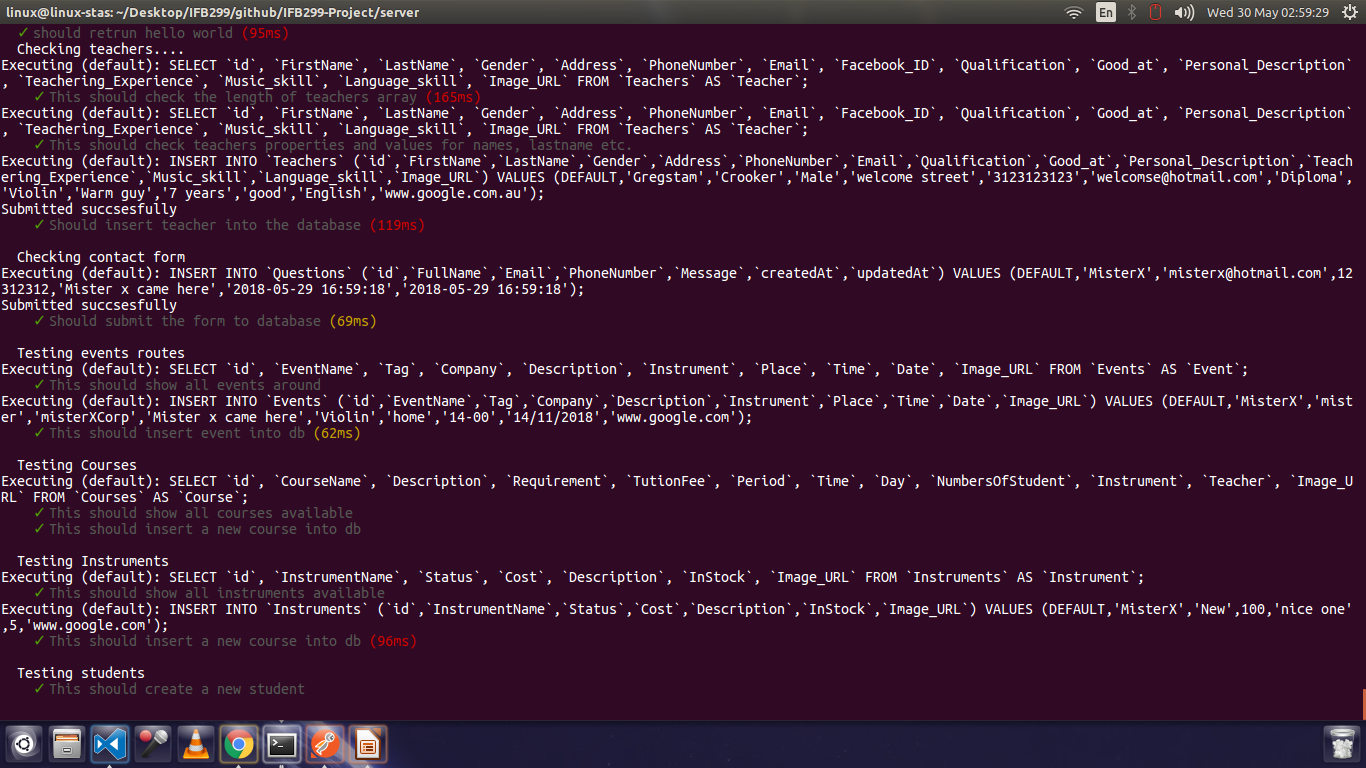 linux@linux-stas: ~/Desktop/IFB299/github/IFB299-Project/server
En
Wed 30 May 02:59:29
✓ should retrun hello world (95ms)
Checking teachers....
Executing (default): SELECT `id`, `FirstName`, `LastName`, `Gender`, `Address`, `PhoneNumber`, `Email`, `Facebook_ID`, `Qualification`, `Good_at`, `Personal_Description`
, `Teachering_Experience`, `Music_skill`, `Language_skill`, `Image_URL` FROM `Teachers` AS `Teacher`;
✓ This should check the length of teachers array (165ms)
Executing (default): SELECT `id`, `FirstName`, `LastName`, `Gender`, `Address`, `PhoneNumber`, `Email`, `Facebook_ID`, `Qualification`, `Good_at`, `Personal_Description`
, `Teachering_Experience`, `Music_skill`, `Language_skill`, `Image_URL` FROM `Teachers` AS `Teacher`;
✓ This should check teachers properties and values for names, lastname etc.
Executing (default): INSERT INTO `Teachers` (`id`,`FirstName`,`LastName`,`Gender`,`Address`,`PhoneNumber`,`Email`,`Qualification`,`Good_at`,`Personal_Description`,`Teach
ering_Experience`,`Music_skill`,`Language_skill`,`Image_URL`) VALUES (DEFAULT,'Gregstam','Crooker','Male','welcome street','3123123123','welcomse@hotmail.com','Diploma',
'Violin','Warm guy','7 years','good','English','www.google.com.au');
Submitted succsesfully
✓ Should insert teacher into the database (119ms)
Checking contact form
Executing (default): INSERT INTO `Questions` (`id`,`FullName`,`Email`,`PhoneNumber`,`Message`,`createdAt`,`updatedAt`) VALUES (DEFAULT,'MisterX','misterx@hotmail.com',12
312312,'Mister x came here','2018-05-29 16:59:18','2018-05-29 16:59:18');
Submitted succsesfully
✓ Should submit the form to database (69ms)
Testing events routes
Executing (default): SELECT `id`, `EventName`, `Tag`, `Company`, `Description`, `Instrument`, `Place`, `Time`, `Date`, `Image_URL` FROM `Events` AS `Event`;
✓ This should show all events around
Executing (default): INSERT INTO `Events` (`id`,`EventName`,`Tag`,`Company`,`Description`,`Instrument`,`Place`,`Time`,`Date`,`Image_URL`) VALUES (DEFAULT,'MisterX','mist
er','misterXCorp','Mister x came here','Violin','home','14-00','14/11/2018','www.google.com');
✓ This should insert event into db (62ms)
Testing Courses
Executing (default): SELECT `id`, `CourseName`, `Description`, `Requirement`, `TutionFee`, `Period`, `Time`, `Day`, `NumbersOfStudent`, `Instrument`, `Teacher`, `Image_U
RL` FROM `Courses` AS `Course`;
✓ This should show all courses available
✓ This should insert a new course into db
Testing Instruments
Executing (default): SELECT `id`, `InstrumentName`, `Status`, `Cost`, `Description`, `InStock`, `Image_URL` FROM `Instruments` AS `Instrument`;
✓ This should show all instruments available
Executing (default): INSERT INTO `Instruments` (`id`,`InstrumentName`,`Status`,`Cost`,`Description`,`InStock`,`Image_URL`) VALUES (DEFAULT,'MisterX','New',100,'nice one'
,5,'www.google.com');
✓ This should insert a new course into db (96ms)
Testing students
✓ This should create a new student